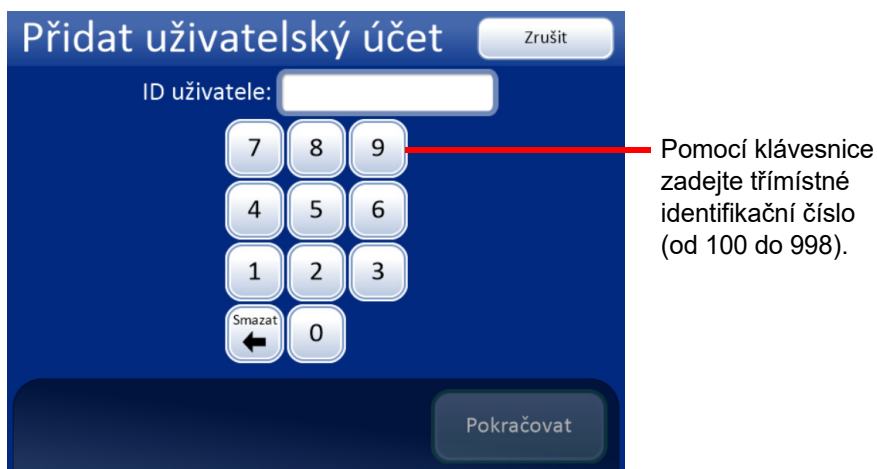 Přidat uživatelský účet
Zrušit
ID uživatele:
7 8 9
4 5 6
1 2 3
Smazat
0
Pokračovat
Pomocí klávesnice
zadejte třímístné
identifikační číslo
(od 100 do 998).